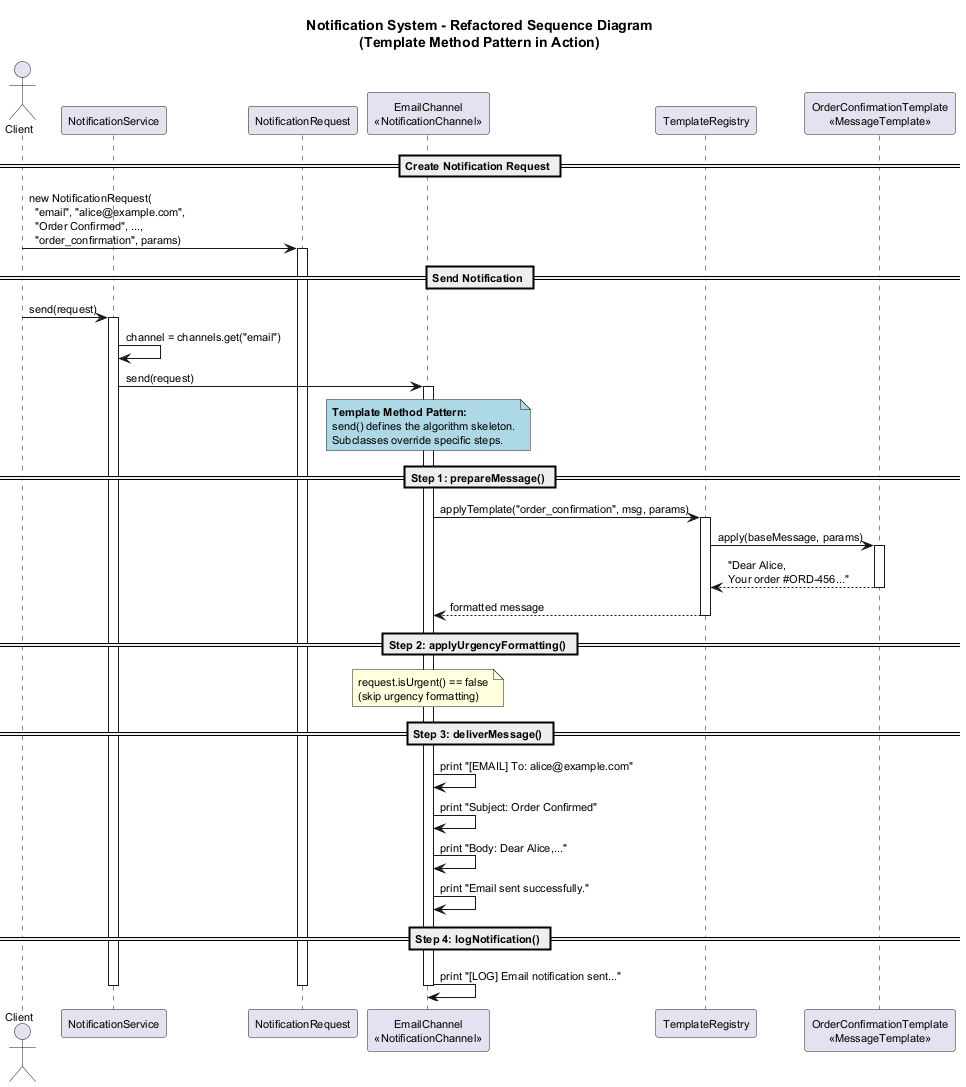 Notification System - Refactored Sequence Diagram
(Template Method Pattern in Action)
Client
NotificationService
NotificationRequest
EmailChannel
«NotificationChannel»
TemplateRegistry
OrderConfirmationTemplate
«MessageTemplate»
Create Notification Request
new NotificationRequest(
"email", "alice@example.com",
"Order Confirmed", ...,
"order_confirmation", params)
Send Notification
send(request)
channel = channels.get("email")
send(request)
Template Method Pattern:
send() defines the algorithm skeleton.
Subclasses override specific steps.
Step 1: prepareMessage()
applyTemplate("order_confirmation", msg, params)
apply(baseMessage, params)
"Dear Alice,
Your order #ORD-456..."
formatted message
Step 2: applyUrgencyFormatting()
request.isUrgent() == false
(skip urgency formatting)
Step 3: deliverMessage()
print "[EMAIL] To: alice@example.com"
print "Subject: Order Confirmed"
print "Body: Dear Alice,..."
print "Email sent successfully."
Step 4: logNotification()
print "[LOG] Email notification sent..."
Client
NotificationService
NotificationRequest
EmailChannel
«NotificationChannel»
TemplateRegistry
OrderConfirmationTemplate
«MessageTemplate»